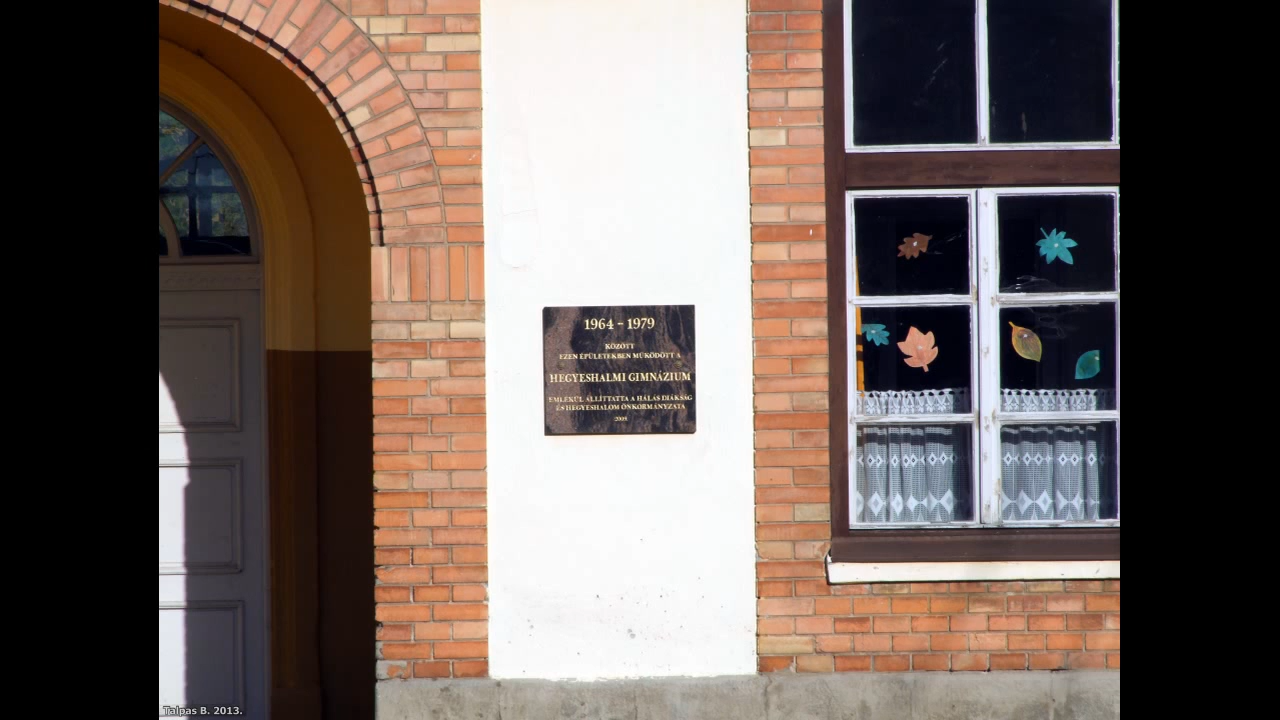 1964 - 1979
KÖZÖTT
EZEN ÉPÜLETEKBEN MŰKÖDÖTT A
HEGYESHALMI GIMNÁZIUM
EMLÉKÜL ÁLLÍTTATTA A HÁLÁS DIÁKSÁG
ÉS HEGYESHALOM ÖNKORMÁNYZATA
Talpas B. 2013.